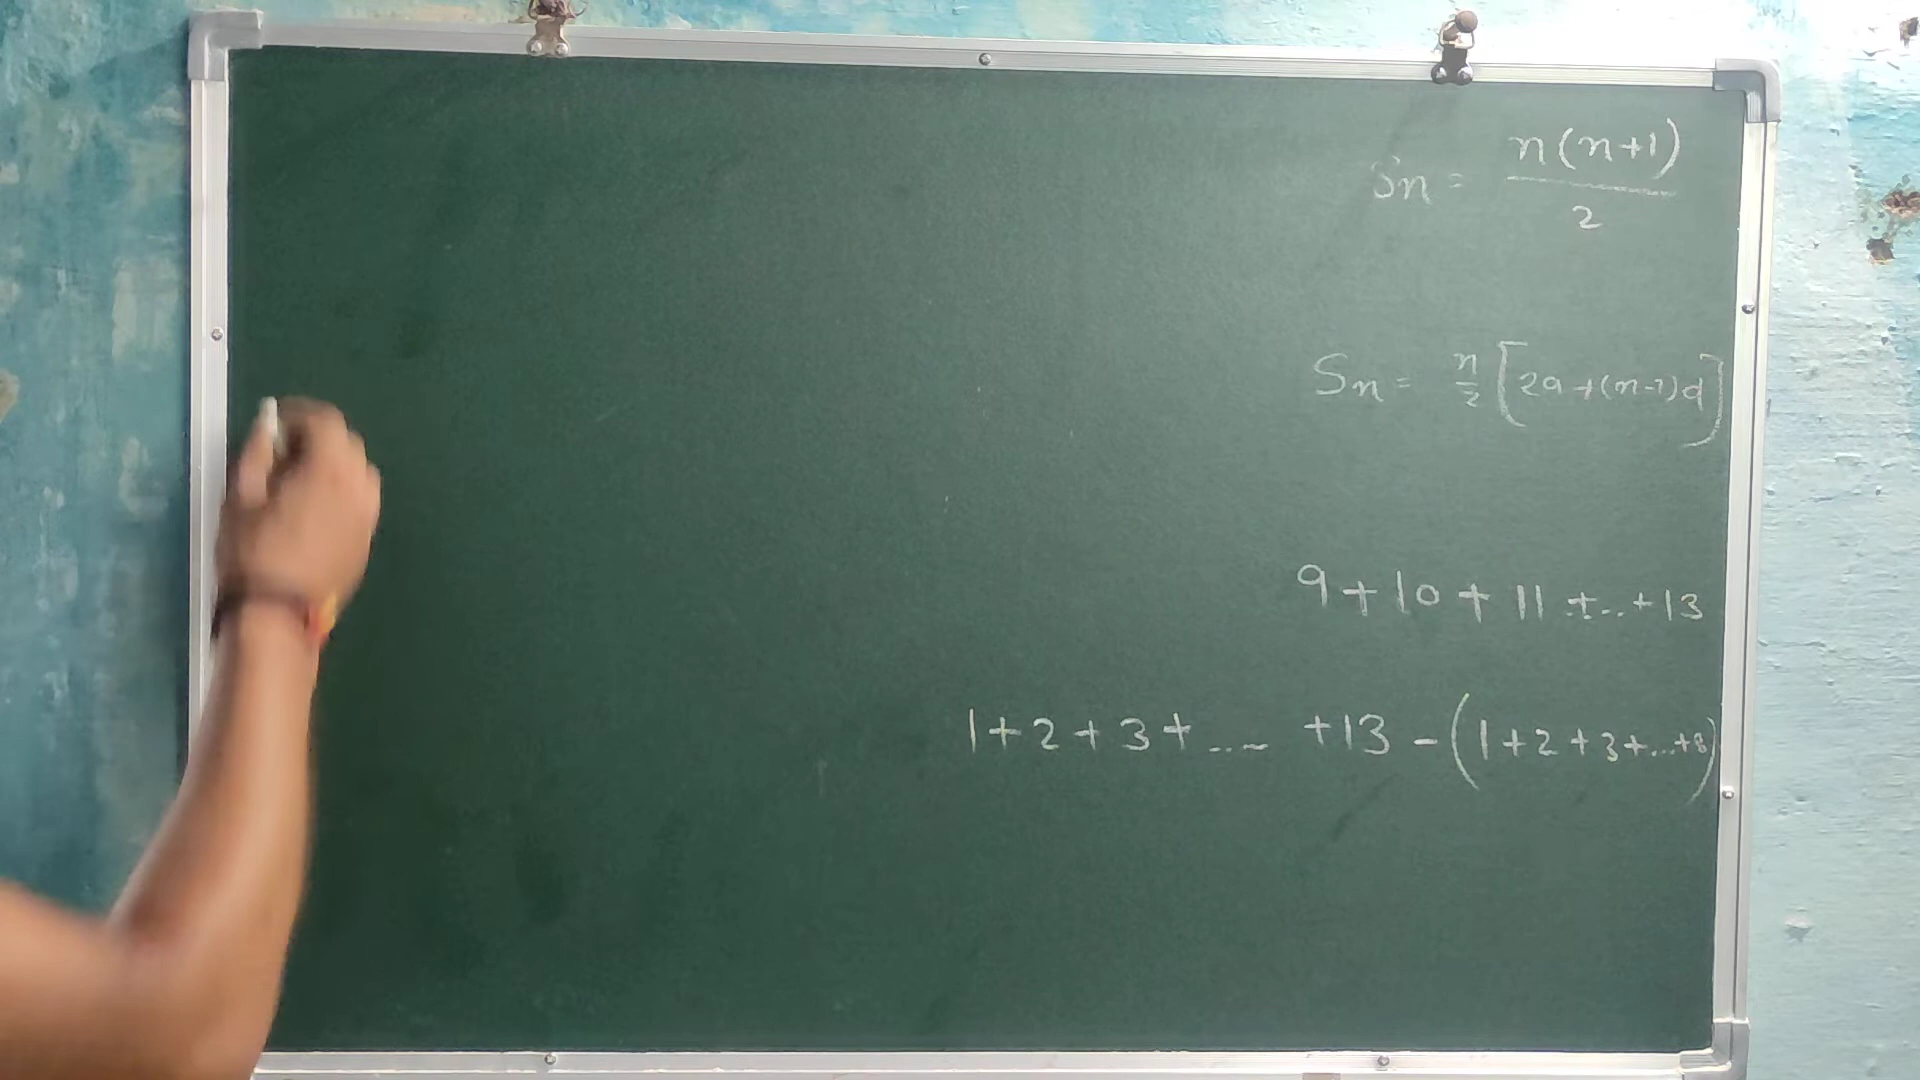 Sn = n(n+1)/2
Sn = n/2 [2a+(n-1)d]
9+10+11+...+13
1+2+3+.... +13-(1+2+3+...+8)